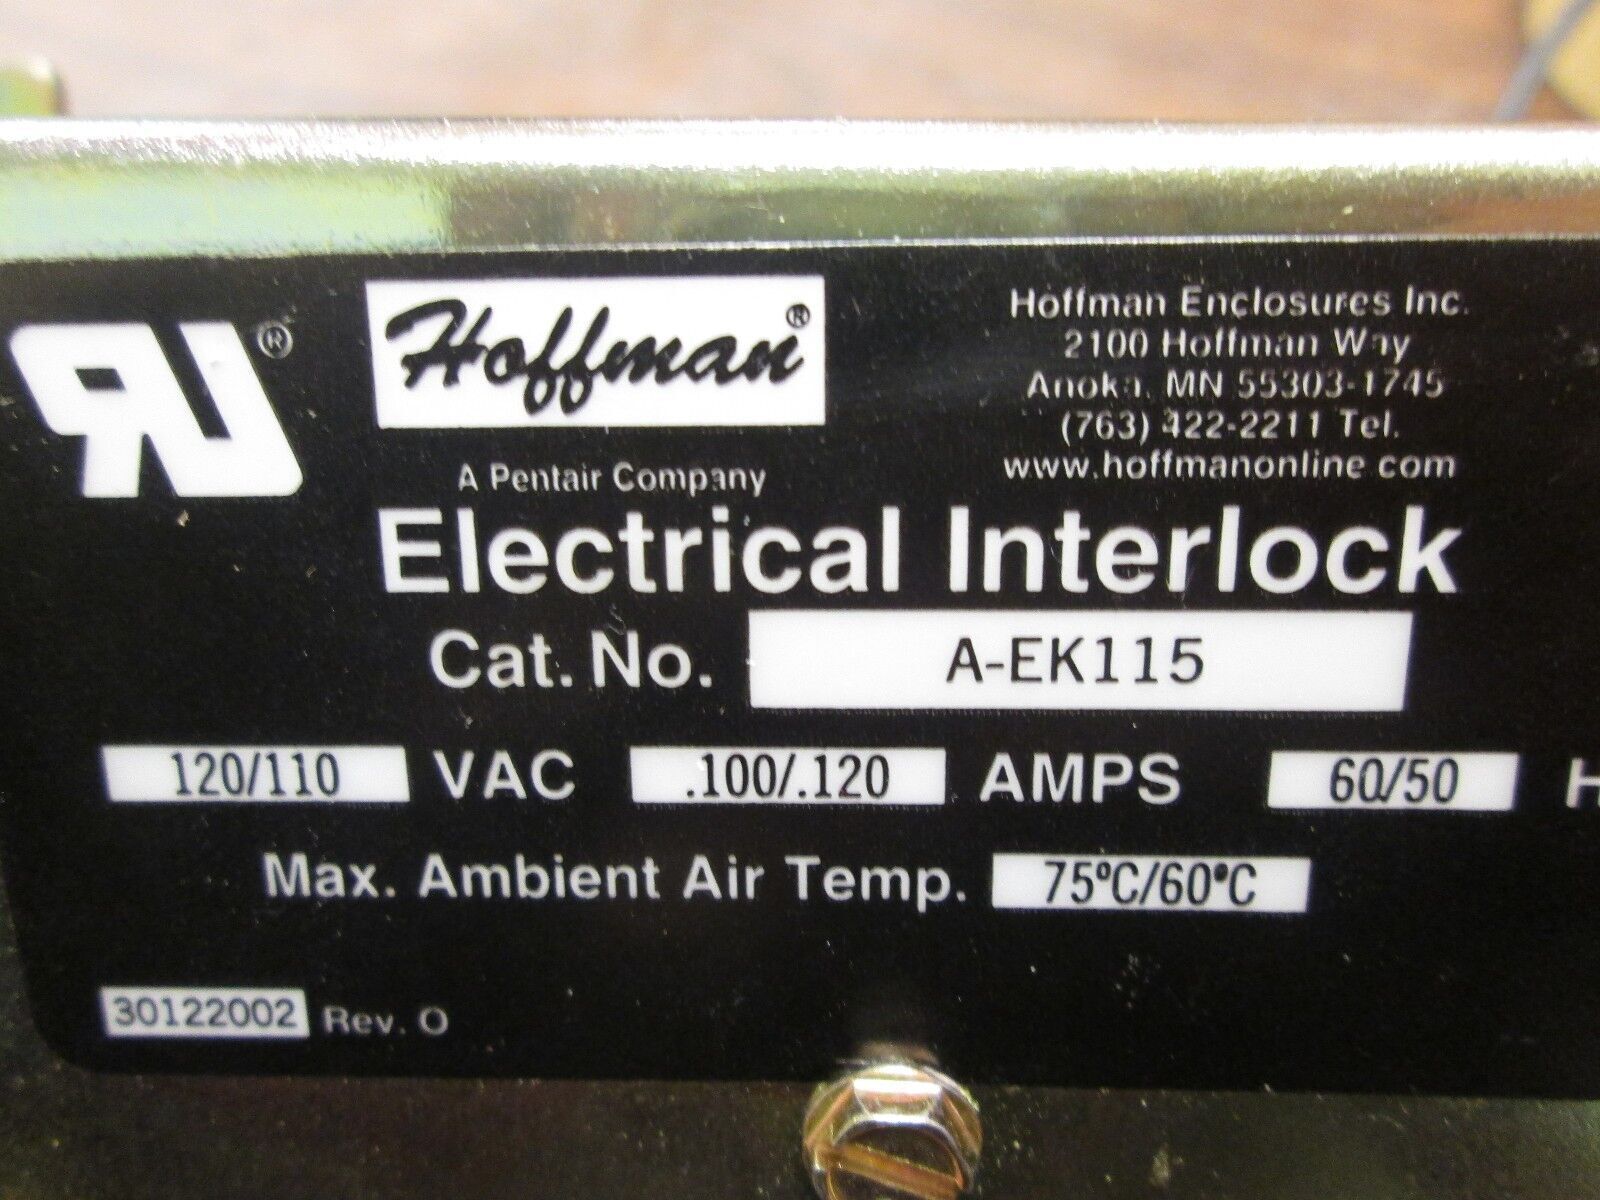 Hoffman®
Hoffman Enclosures Inc.
2100 Hoffman Way
Anoka, MN 55303-1745
(763) 422-2211 Tel.
www.hoffmanonline.com
A Pentair Company
Electrical Interlock
Cat. No. A-EK115
120/110 VAC .100/.120 AMPS 60/50 H
Max. Ambient Air Temp. 75°C/60°C
30122002 Rev. O